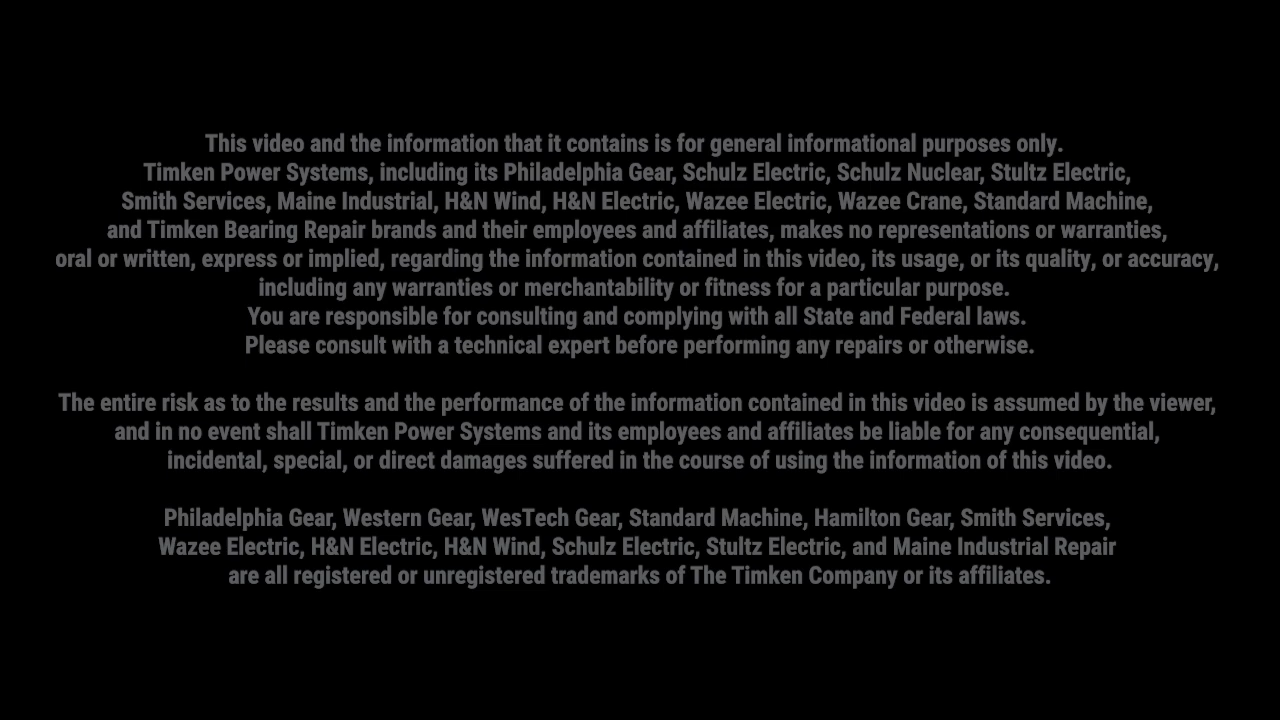 This video and the information that it contains is for general informational purposes only.
Timken Power Systems, including its Philadelphia Gear, Schulz Electric, Schulz Nuclear, Stultz Electric,
Smith Services, Maine Industrial, H&N Wind, H&N Electric, Wazee Electric, Wazee Crane, Standard Machine,
and Timken Bearing Repair brands and their employees and affiliates, makes no representations or warranties,
oral or written, express or implied, regarding the information contained in this video, its usage, or its quality, or accuracy,
including any warranties or merchantability or fitness for a particular purpose.
You are responsible for consulting and complying with all State and Federal laws.
Please consult with a technical expert before performing any repairs or otherwise.
The entire risk as to the results and the performance of the information contained in this video is assumed by the viewer,
and in no event shall Timken Power Systems and its employees and affiliates be liable for any consequential,
incidental, special, or direct damages suffered in the course of using the information of this video.
Philadelphia Gear, Western Gear, WesTech Gear, Standard Machine, Hamilton Gear, Smith Services,
Wazee Electric, H&N Electric, H&N Wind, Schulz Electric, Stultz Electric, and Maine Industrial Repair
are all registered or unregistered trademarks of The Timken Company or its affiliates.